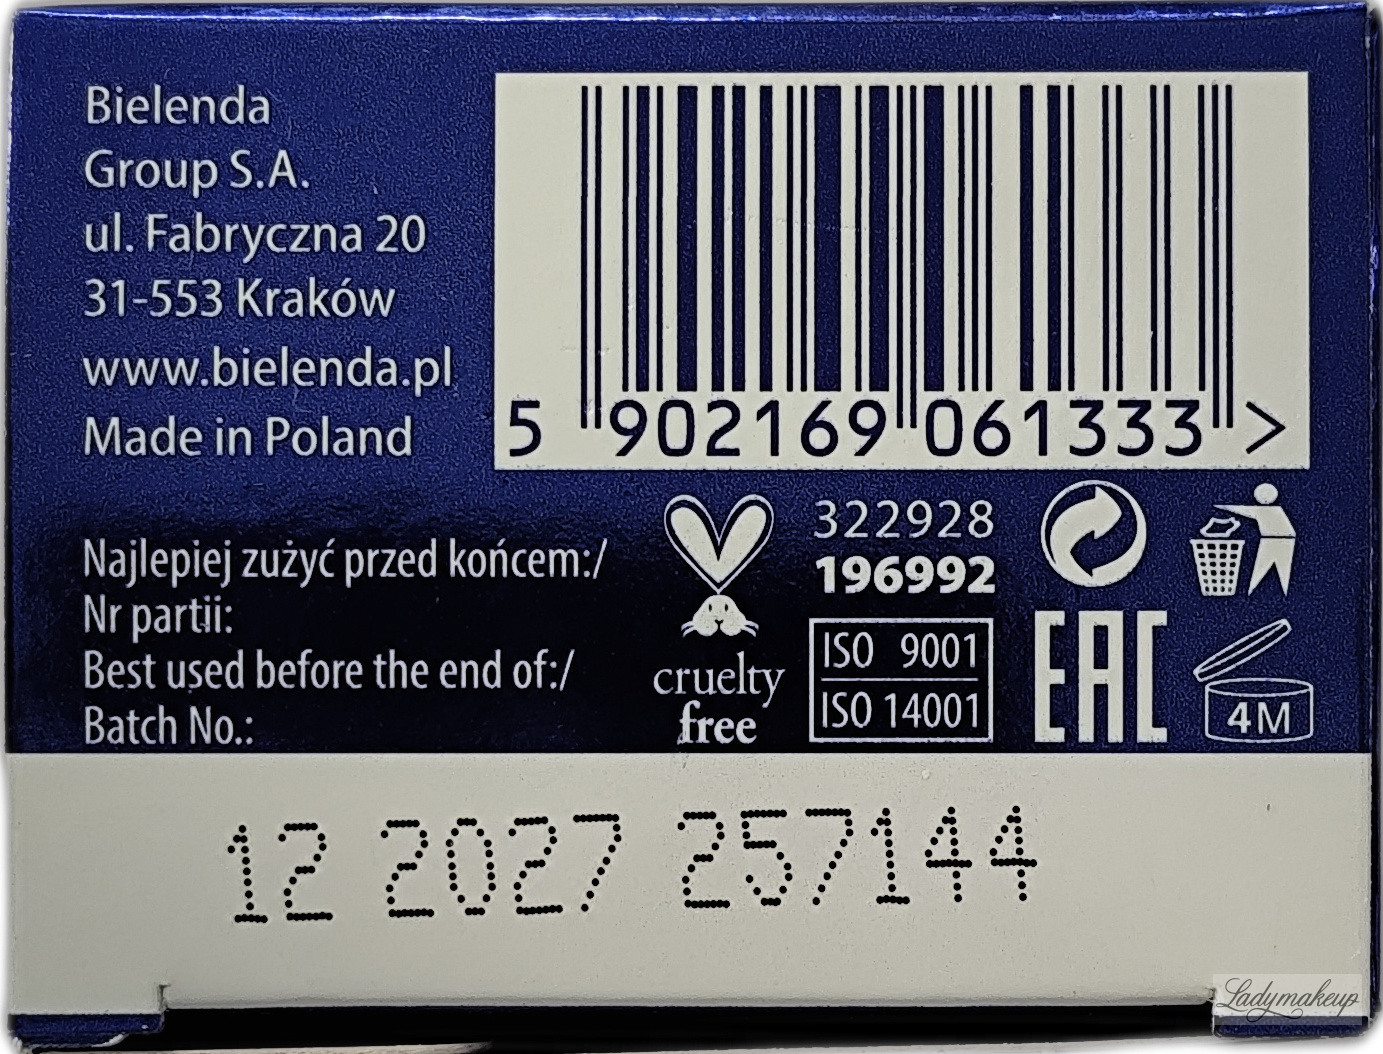 Bielenda
Group S.A.
ul. Fabryczna 20
31-553 Kraków
www.bielenda.pl
Made in Poland
5 902169 061333 >
Najlepiej zużyć przed końcem:/
Nr partii:
Best used before the end of:/
Batch No.:
cruelty
free
322928
196992
ISO 9001
ISO 14001
EAC
4M
12 2027 257144
Ladymakeup